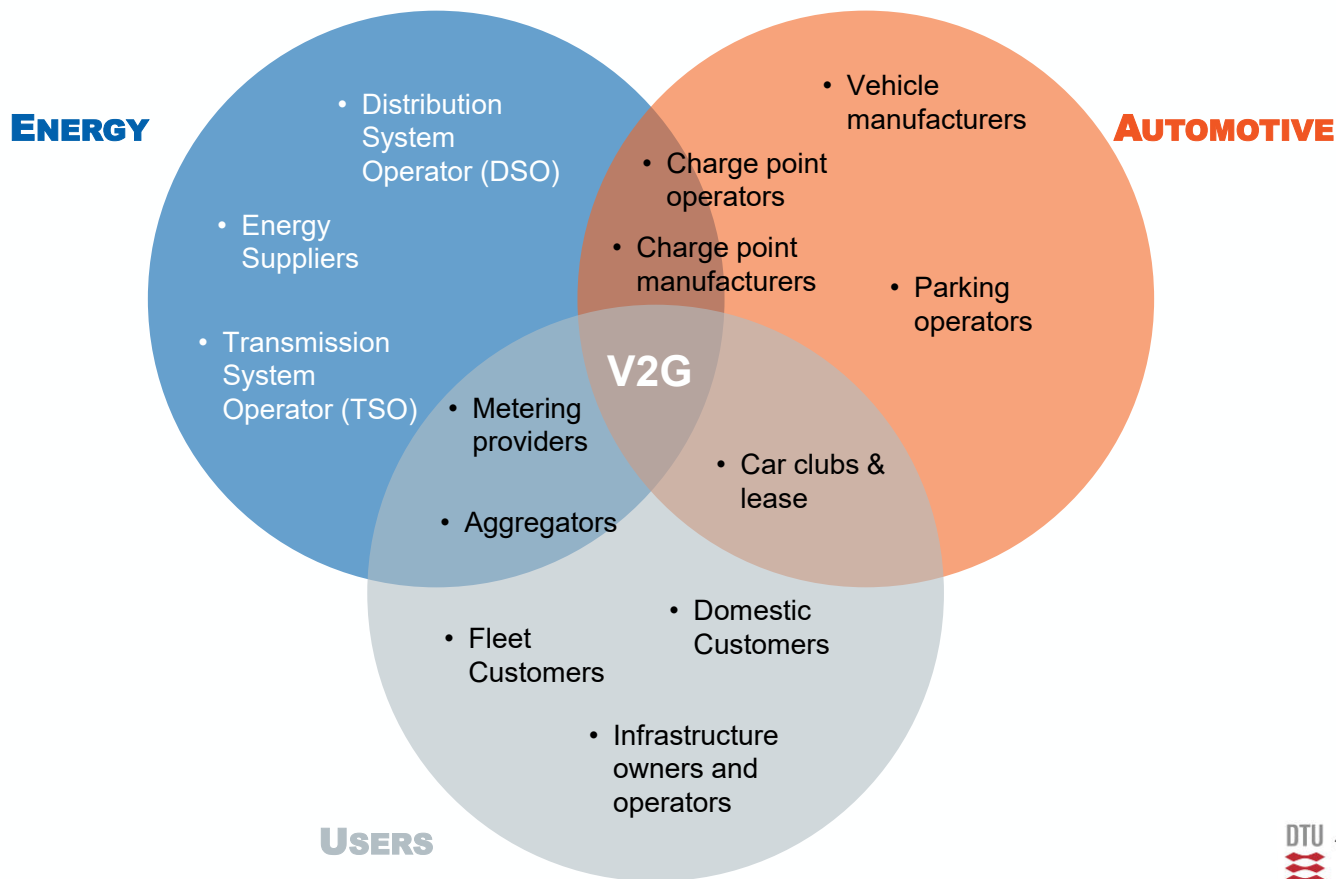 ENERGY
• Distribution
System
Operator (DSO)
• Energy
Suppliers
• Transmission
System
Operator (TSO)
AUTOMOTIVE
• Vehicle
manufacturers
• Parking
operators
• Charge point
operators
• Charge point
manufacturers
V2G
• Metering
providers
• Aggregators
• Car clubs &
lease
• Fleet
Customers
• Domestic
Customers
• Infrastructure
owners and
operators
USERS
DTU